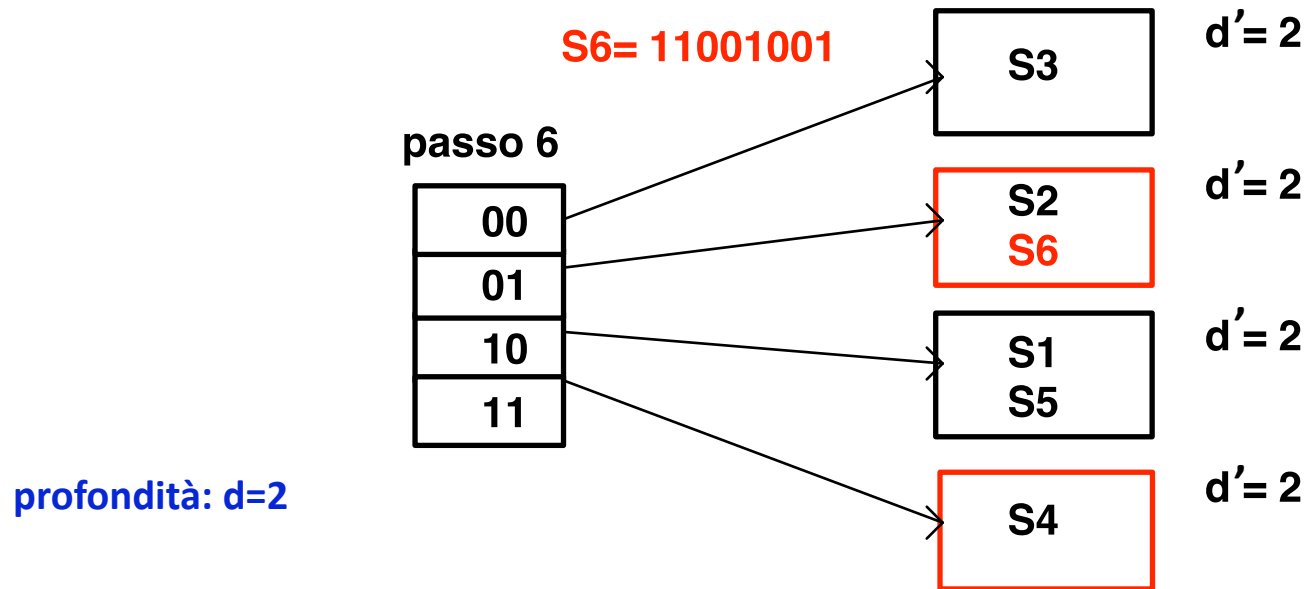 S6= 11001001
passo 6
00
01
10
11
profondità: d=2
S3
d′= 2
S2
S6
d′= 2
S1
S5
d′= 2
S4
d′= 2